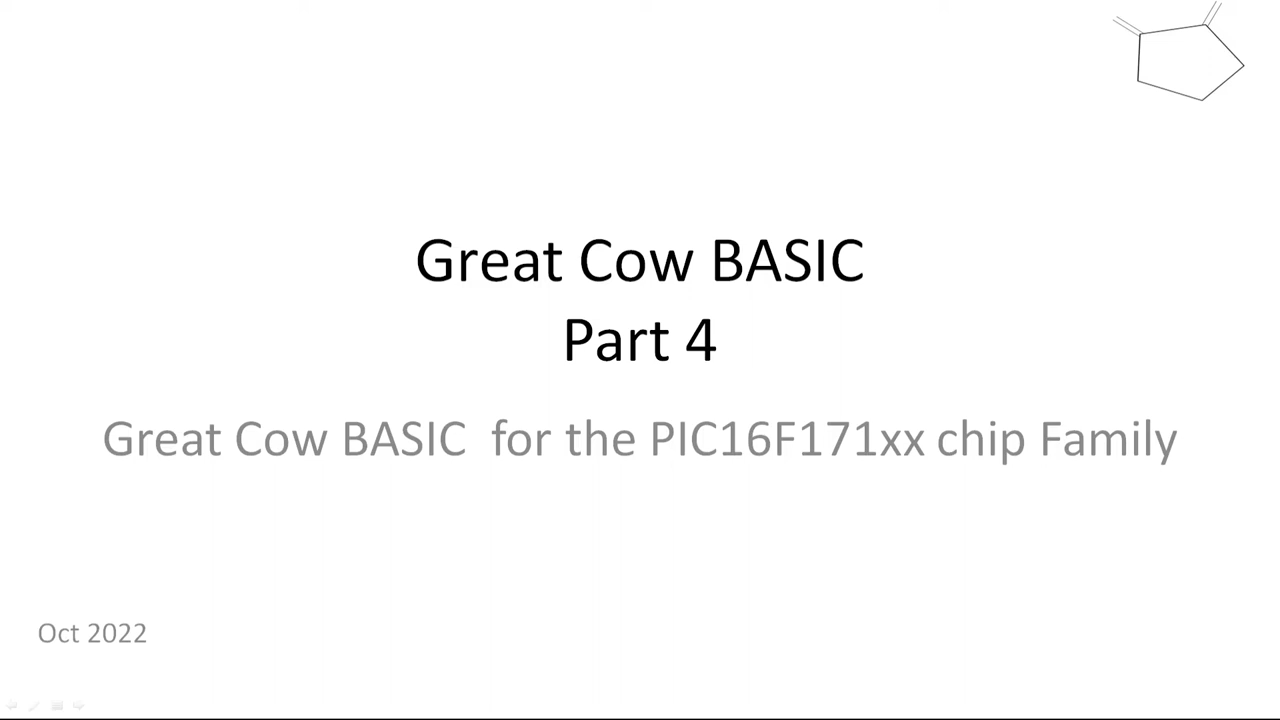 Great Cow BASIC
Part 4
Great Cow BASIC for the PIC16F171xx chip Family
Oct 2022